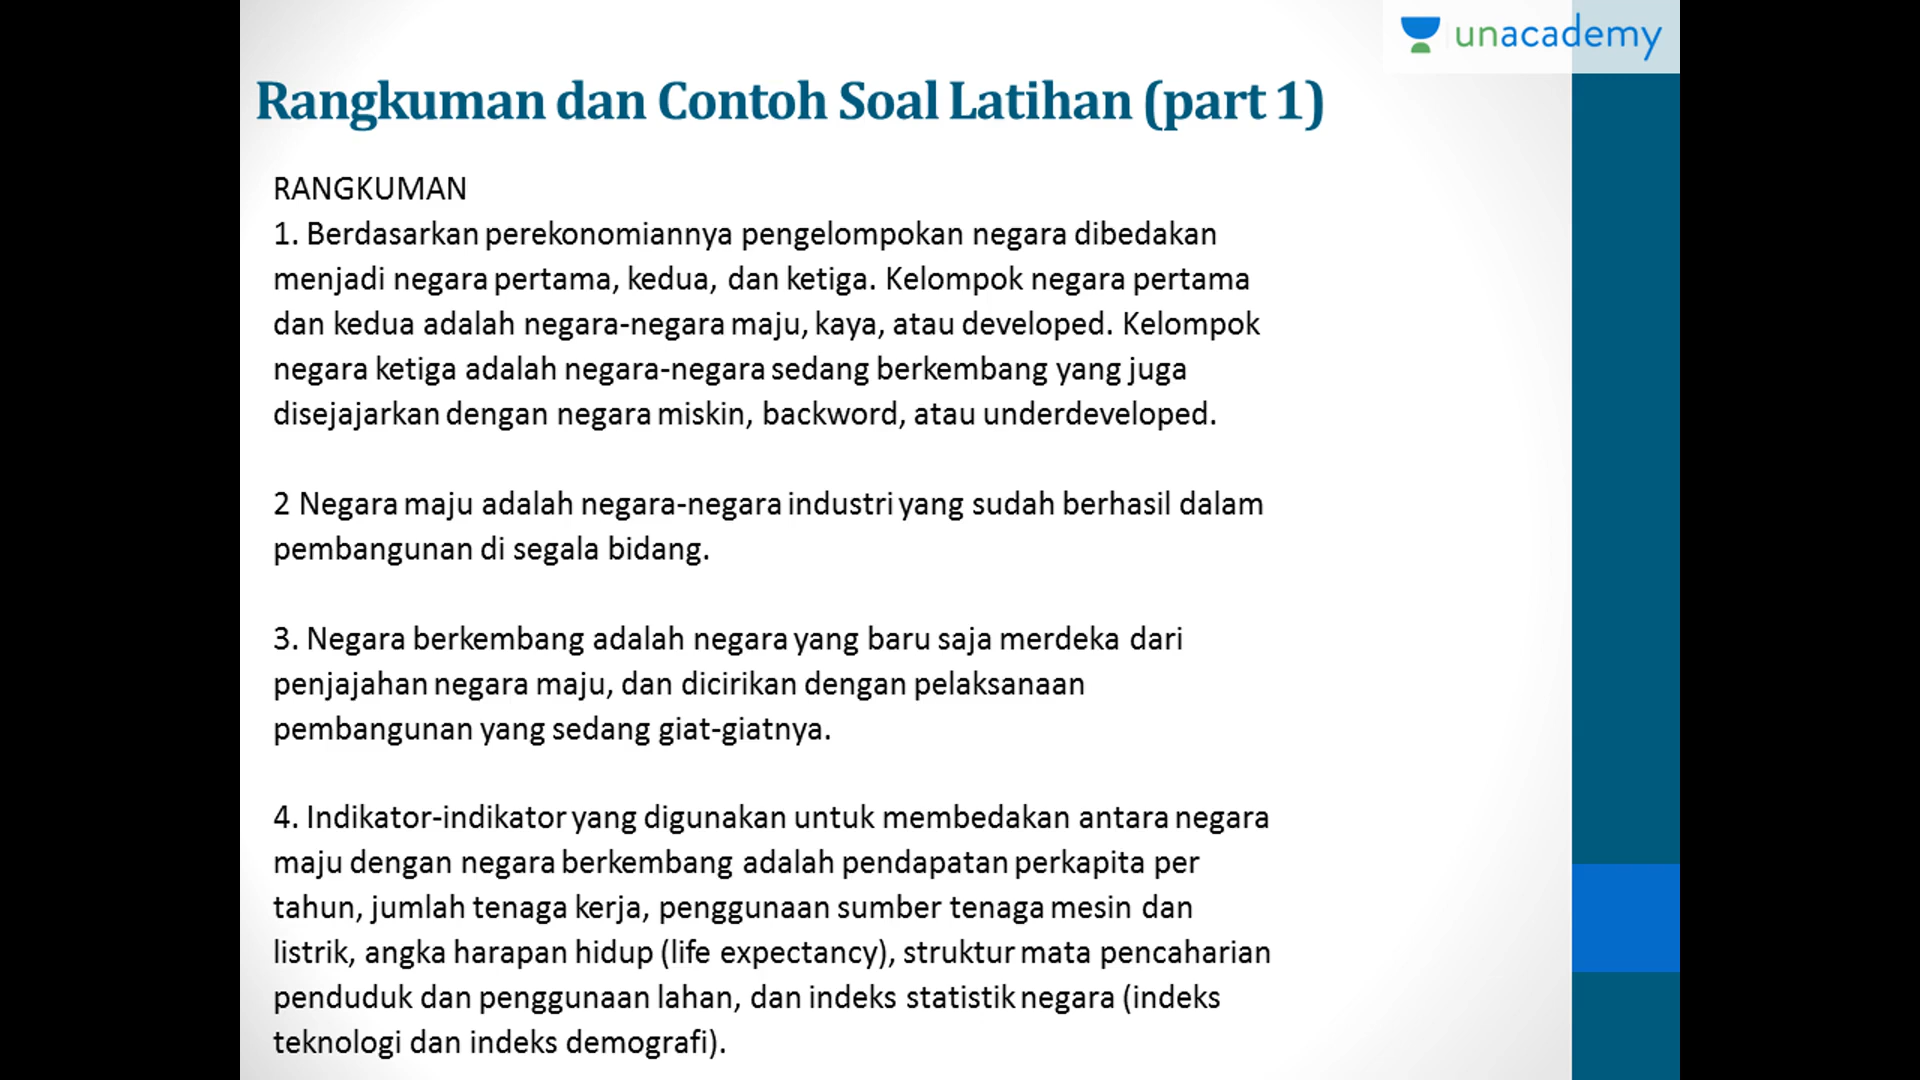 unacademy
Rangkuman dan Contoh Soal Latihan (part 1)
RANGKUMAN
1. Berdasarkan perekonomiannya pengelompokan negara dibedakan
menjadi negara pertama, kedua, dan ketiga. Kelompok negara pertama
dan kedua adalah negara-negara maju, kaya, atau developed. Kelompok
negara ketiga adalah negara-negara sedang berkembang yang juga
disejajarkan dengan negara miskin, backword, atau underdeveloped.
2 Negara maju adalah negara-negara industri yang sudah berhasil dalam
pembangunan di segala bidang.
3. Negara berkembang adalah negara yang baru saja merdeka dari
penjajahan negara maju, dan dicirikan dengan pelaksanaan
pembangunan yang sedang giat-giatnya.
4. Indikator-indikator yang digunakan untuk membedakan antara negara
maju dengan negara berkembang adalah pendapatan perkapita per
tahun, jumlah tenaga kerja, penggunaan sumber tenaga mesin dan
listrik, angka harapan hidup (life expectancy), struktur mata pencaharian
penduduk dan penggunaan lahan, dan indeks statistik negara (indeks
teknologi dan indeks demografi).